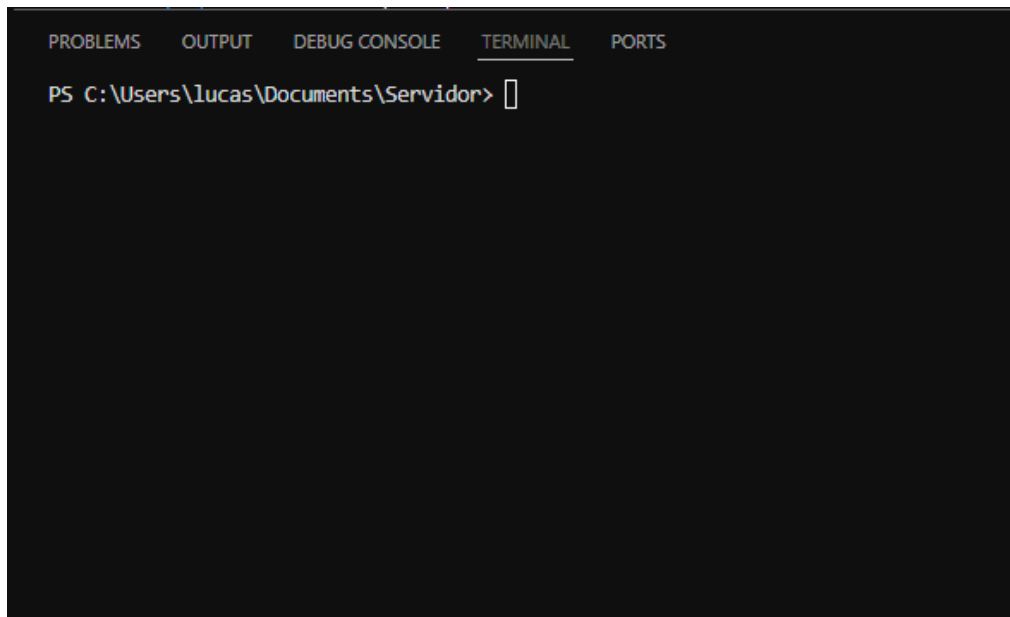 PROBLEMS OUTPUT DEBUG CONSOLE TERMINAL PORTS
PS C:\Users\lucas\Documents\Servidor>